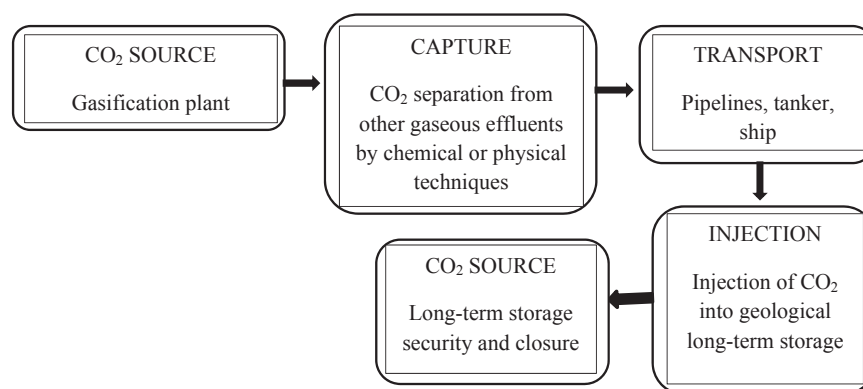 CO₂ SOURCE
Gasification plant
CAPTURE
CO₂ separation from
other gaseous effluents
by chemical or physical
techniques
TRANSPORT
Pipelines, tanker,
ship
INJECTION
Injection of CO₂
into geological
long-term storage
CO₂ SOURCE
Long-term storage
security and closure